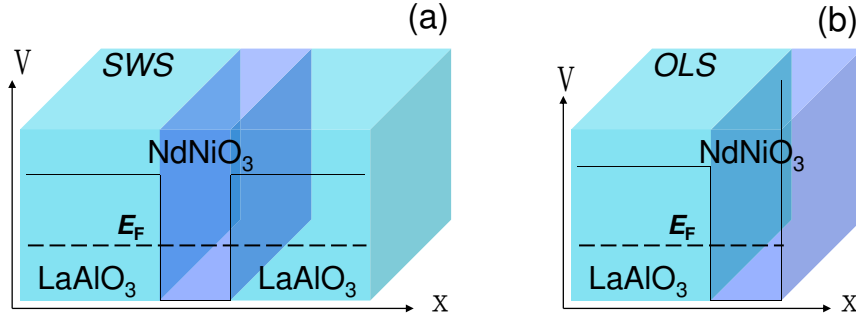 (a)
SWS
V
NdNiO3
EF
LaAlO3
LaAlO3
X
(b)
OLS
V
NdNiO3
EF
LaAlO3
X